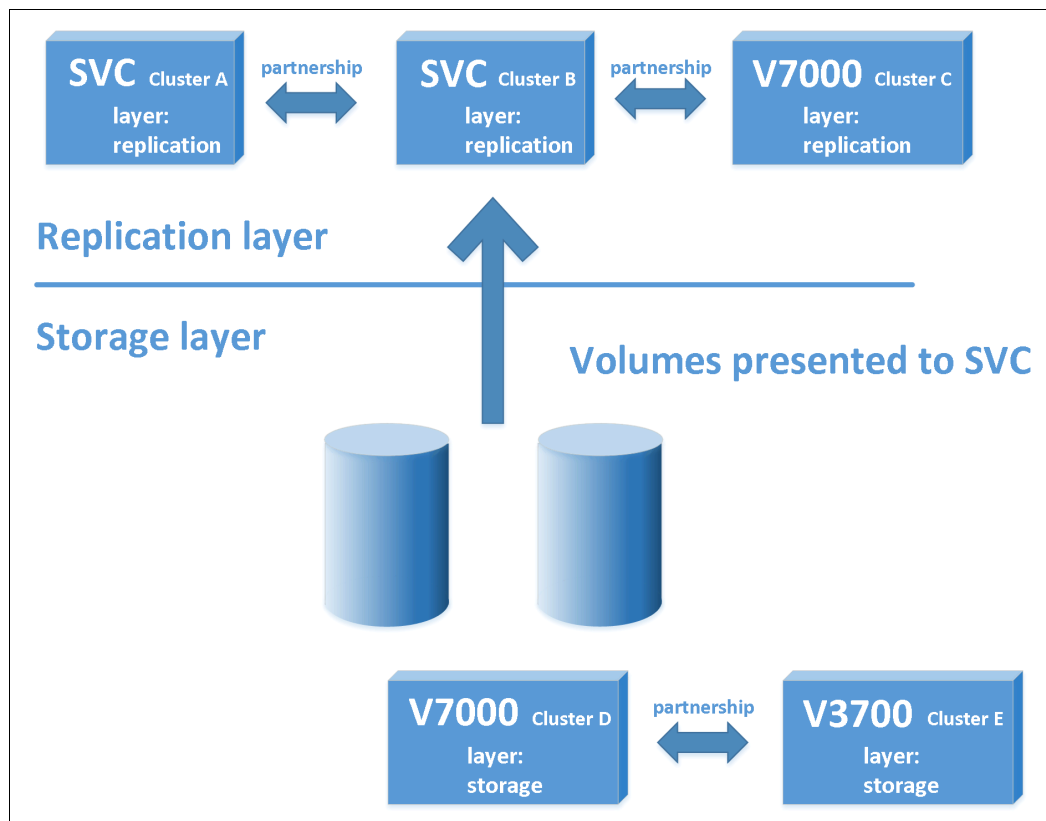 SVC Cluster A
layer:
replication
partnership
SVC Cluster B
layer:
replication
partnership
V7000 Cluster C
layer:
replication
Replication layer
Storage layer
Volumes presented to SVC
V7000 Cluster D
layer:
storage
partnership
V3700 Cluster E
layer:
storage